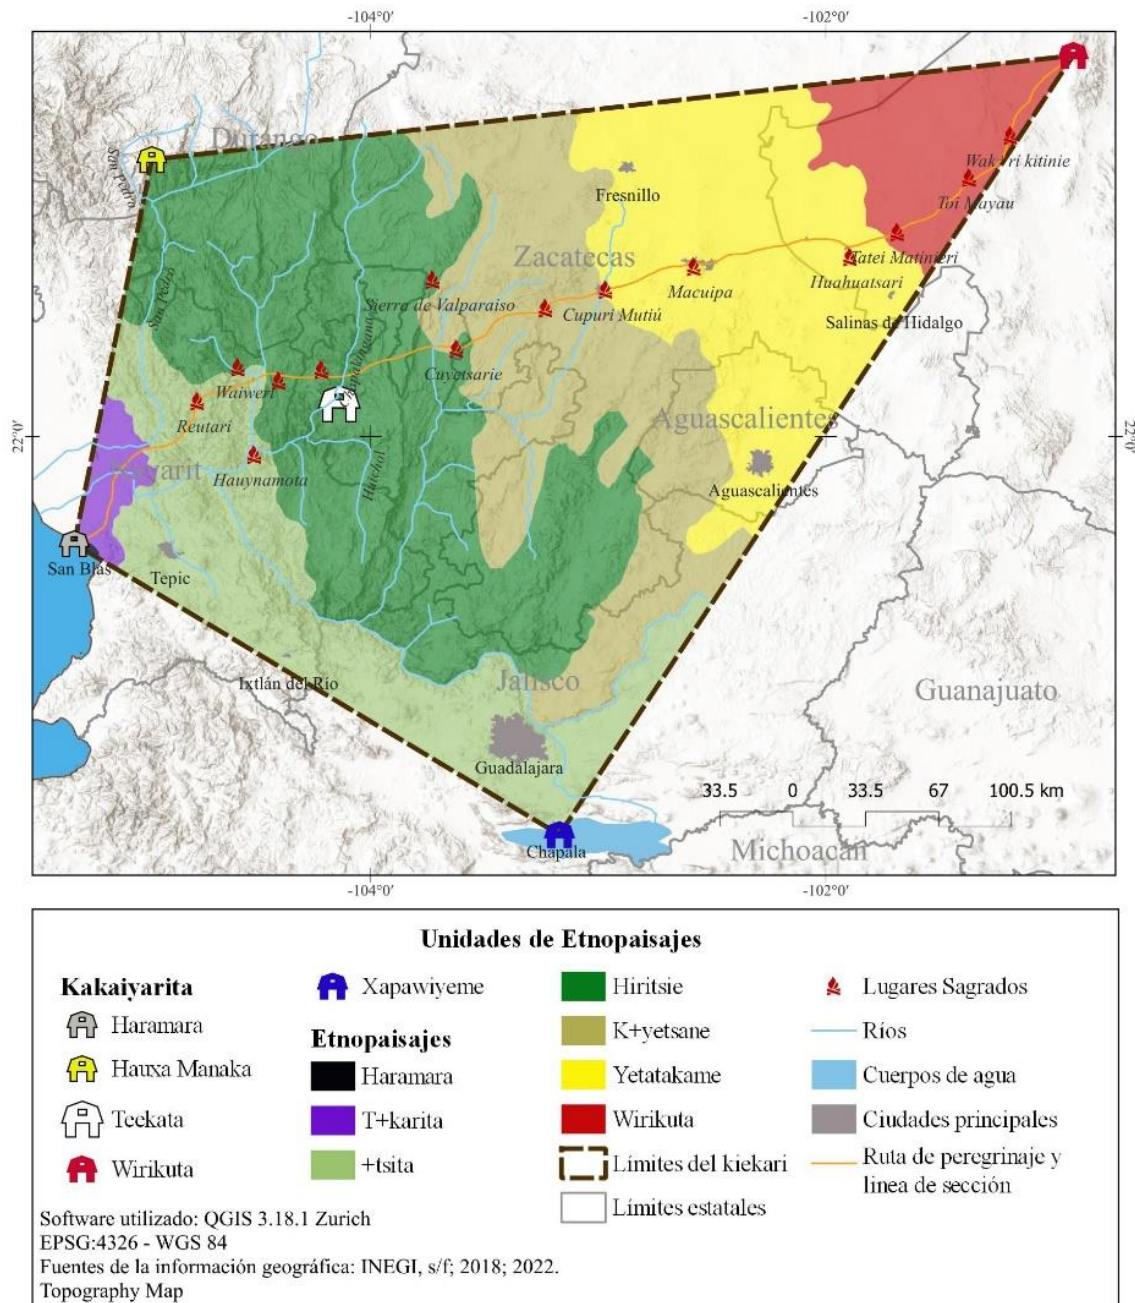 -104°0'
-102°0'
Durango
San Pedro
Fresnillo
Toi Mayau
Zacatecas
Tatei Matinieri
San Pedro
Sierra de Valparaiso
Macuipa
Huahuatsari
Cupuri Mutiú
Salinas de Hidalgo
Cuyetsarie
Waiweri
Reutari
Aguascalientes
22°0'
22°0'
Hauynamota
Huichol
Aguascalientes
San Blas
Tepic
Ixtlán del Río
Jalisco
Guanajuato
Guadalajara
33.5 0 33.5 67 100.5 km
Chapala
Michoacán
-104°0'
-102°0'
Unidades de Etnopaisajes
Kakaiyarita
Haramara
Hauxa Manaka
Teekata
Wirikuta
Xapawiyeme
Etnopaisajes
Haramara
T+karita
+tsita
Hiritsie
K+yetsane
Yetatakame
Wirikuta
Límites del kiekari
Límites estatales
Lugares Sagrados
Ríos
Cuerpos de agua
Ciudades principales
Ruta de peregrinaje y
linea de sección
Software utilizado: QGIS 3.18.1 Zurich
EPSG:4326 - WGS 84
Fuentes de la información geográfica: INEGI, s/f; 2018; 2022.
Topography Map